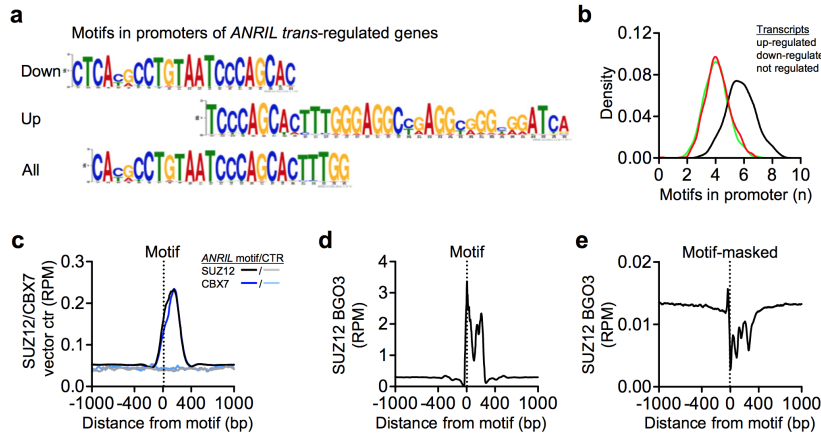 a
Motifs in promoters of ANRIL trans-regulated genes
Down
CTCACGCCTGTAATCCCAGCAC
Up
TCCCAGCACTTTGGGAGGCCGAGGCGGGCGGATCA
All
CACGCCTGTAATCCCAGCACTTTGG
b
Transcripts
up-regulated
down-regulate
not regulated
Density
0.12
0.08
0.04
0.00
0 2 4 6 8 10
Motifs in promoter (n)
c
Motif
ANRIL motif/CTR
SUZ12 /
CBX7 /
SUZ12/CBX7
vector ctr (RPM)
0.3
0.2
0.1
0.0
-1000 -400 0 400 1000
Distance from motif (bp)
d
Motif
SUZ12 BGO3
(RPM)
4
3
2
1
0
-1000 -400 0 400 1000
Distance from motif (bp)
e
Motif-masked
SUZ12 BGO3
(RPM)
0.02
0.01
0.00
-1000 -400 0 400 1000
Distance from motif (bp)